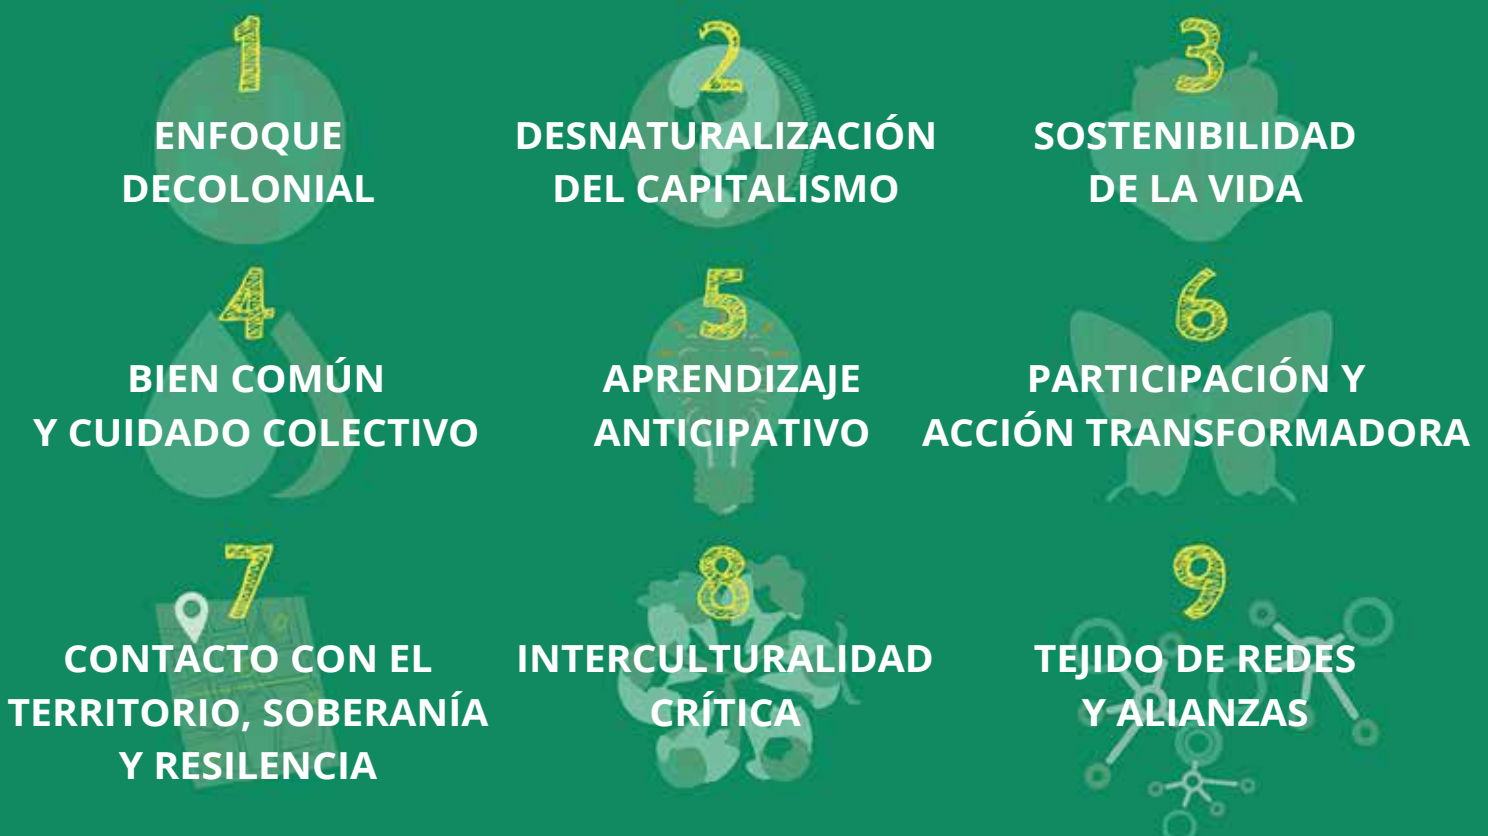 1
ENFOQUE
DECOLONIAL
2
DESNATURALIZACIÓN
DEL CAPITALISMO
3
SOSTENIBILIDAD
DE LA VIDA
4
BIEN COMÚN
Y CUIDADO COLECTIVO
5
APRENDIZAJE
ANTICIPATIVO
6
PARTICIPACIÓN Y
ACCIÓN TRANSFORMADORA
7
CONTACTO CON EL
TERRITORIO, SOBERANÍA
Y RESILENCIA
8
INTERCULTURALIDAD
CRÍTICA
9
TEJIDO DE REDES
Y ALIANZAS